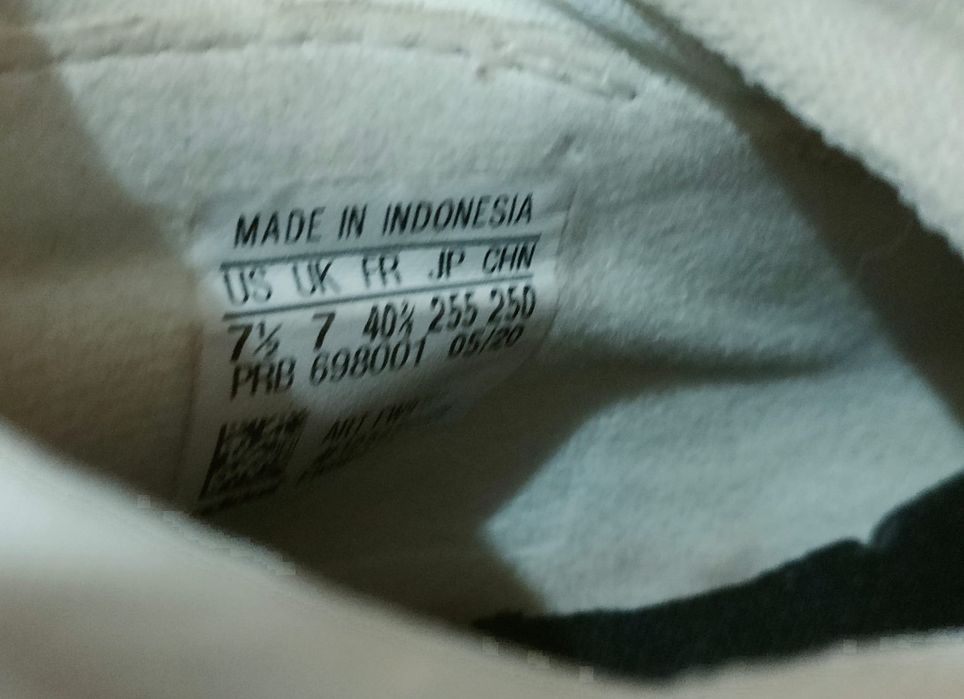 MADE IN INDONESIA
US UK FR JP CHN
7½ 7 40⅔ 255 250
PRB 698001 05/20
ART